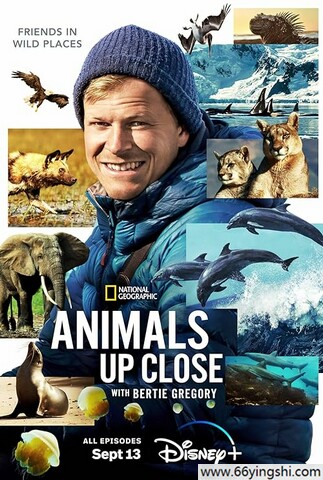 FRIENDS IN
WILD PLACES
NATIONAL
GEOGRAPHIC
ANIMALS
UP CLOSE
WITH BERTIE GREGORY
ALL EPISODES
Sept 13
Disney+
www.66yingshi.com